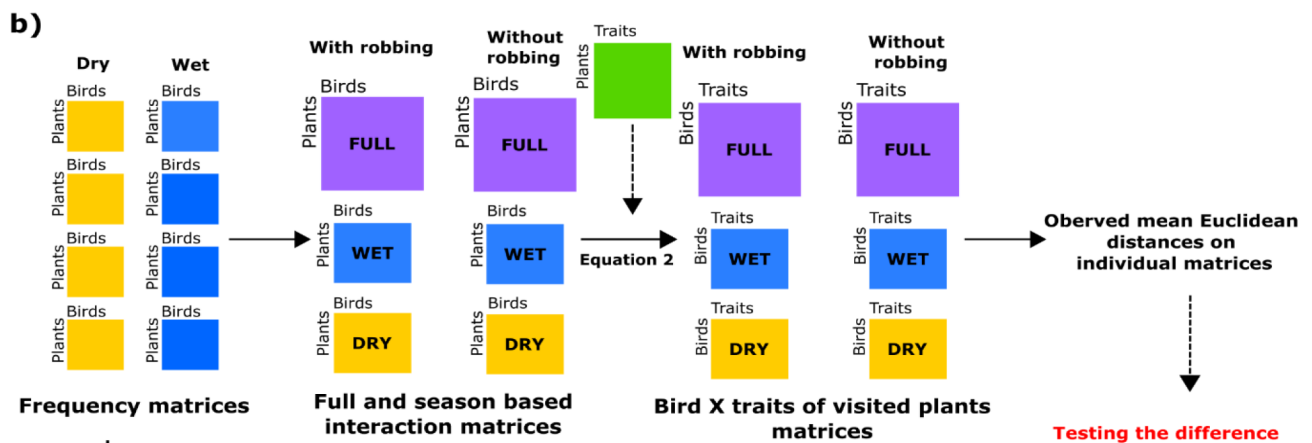 b)
Dry
Wet
Birds
Plants
Birds
Plants
Birds
Plants
Birds
Plants
Birds
Plants
Birds
Plants
Birds
Plants
Birds
Plants
Frequency matrices
With robbing
Without
robbing
Birds
Plants
FULL
Birds
Plants
FULL
Birds
Plants
WET
Birds
Plants
WET
Birds
Plants
DRY
Birds
Plants
DRY
Full and season based
interaction matrices
Traits
Plants
Equation 2
With robbing
Without
robbing
Traits
Birds
FULL
Traits
Birds
FULL
Traits
Birds
WET
Traits
Birds
WET
Traits
Birds
DRY
Traits
Birds
DRY
Bird X traits of visited plants
matrices
Oberved mean Euclidean
distances on
individual matrices
Testing the difference